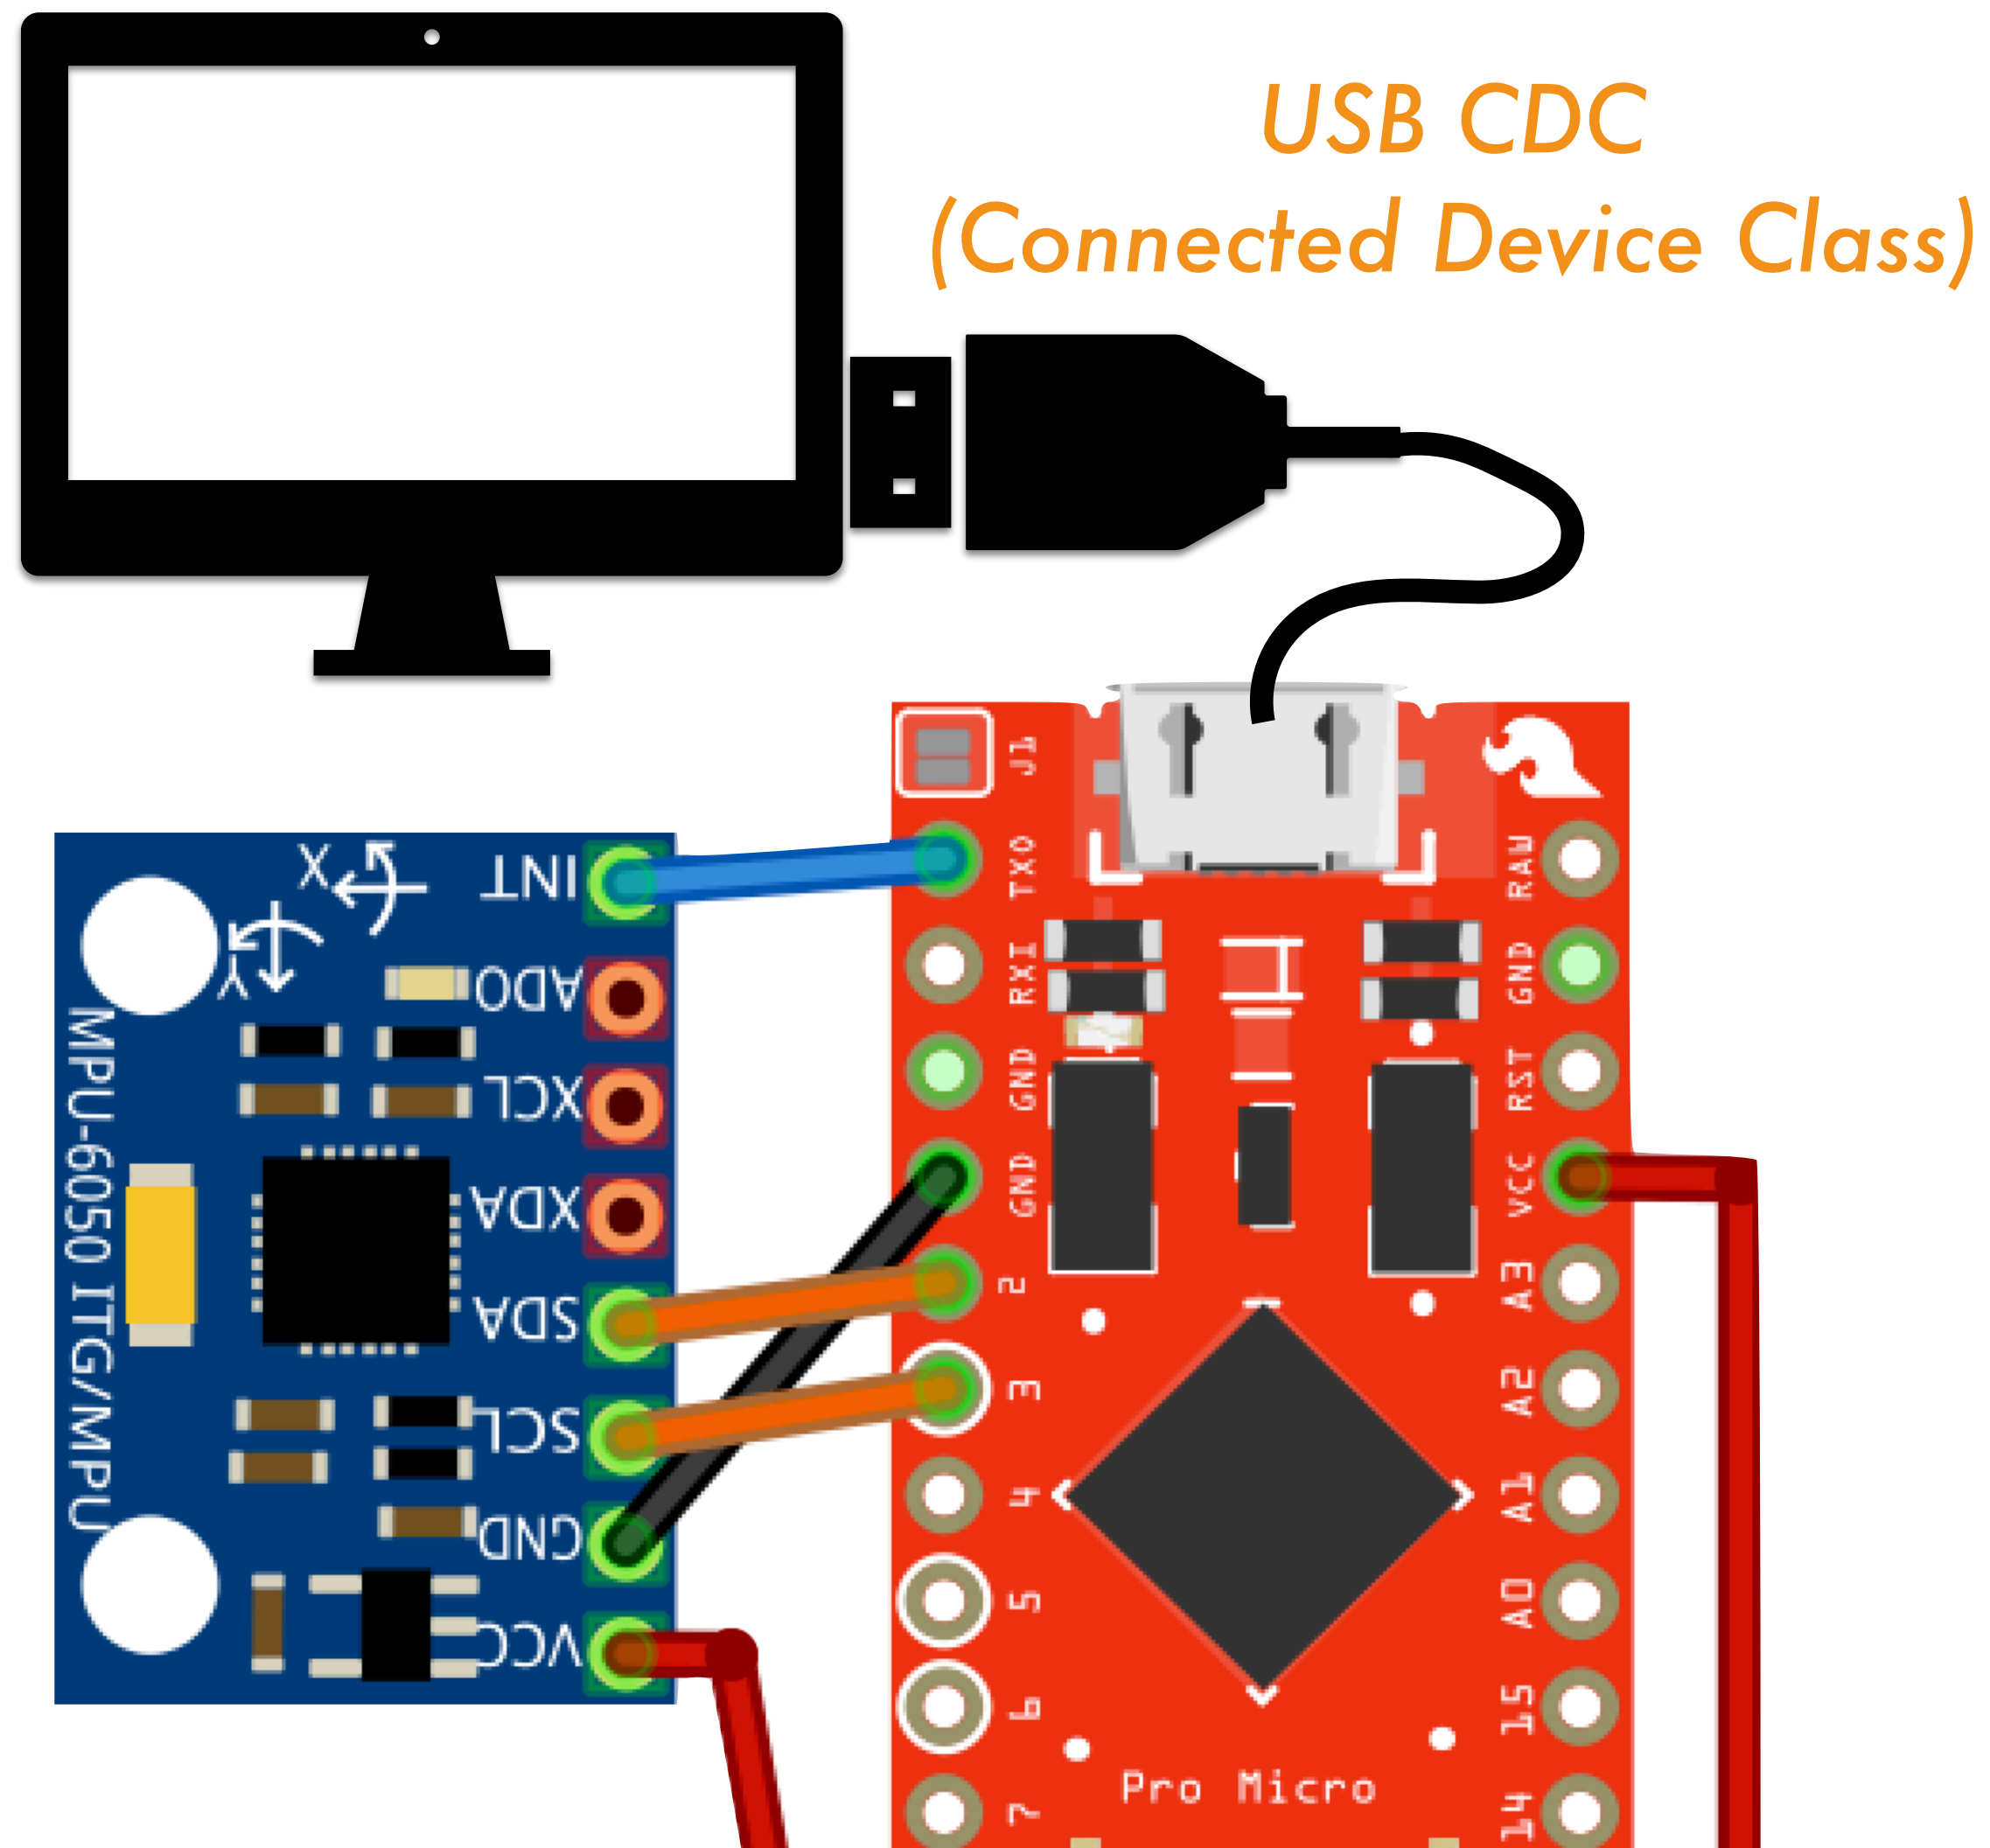 USB CDC
(Connected Device Class)
X
Y
MPU-6050 ITG/MPU
INT
ADO
XCL
XDA
SDA
SCL
GND
VCC
J1
TXO
RXI
GND
GND
2
3
4
5
6
7
RAW
GND
RST
VCC
A3
A2
A1
A0
15
14
Pro Micro